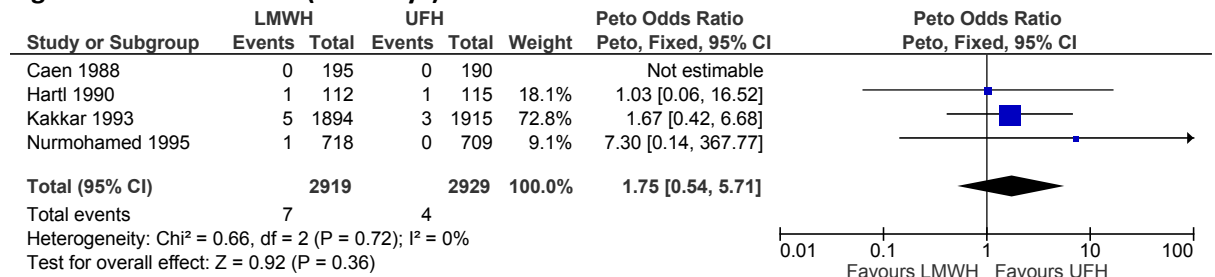 LMWH UFH Peto Odds Ratio Peto Odds Ratio
Study or Subgroup Events Total Events Total Weight Peto, Fixed, 95% CI Peto, Fixed, 95% CI
Caen 1988 0 195 0 190 Not estimable
Hartl 1990 1 112 1 115 18.1% 1.03 [0.06, 16.52]
Kakkar 1993 5 1894 3 1915 72.8% 1.67 [0.42, 6.68]
Nurmohamed 1995 1 718 0 709 9.1% 7.30 [0.14, 367.77]
Total (95% CI) 2919 2929 100.0% 1.75 [0.54, 5.71]
Total events 7 4
Heterogeneity: Chi² = 0.66, df = 2 (P = 0.72); I² = 0%
Test for overall effect: Z = 0.92 (P = 0.36)
0.01 0.1 1 10 100
Favours LMWH Favours UFH